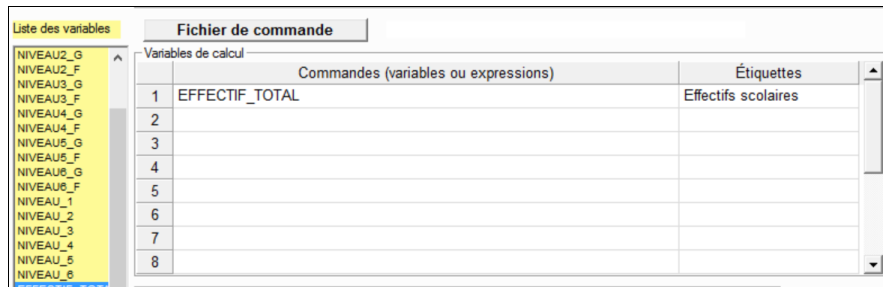 Liste des variables
Fichier de commande
NIVEAU2_G
NIVEAU2_F
NIVEAU3_G
NIVEAU3_F
NIVEAU4_G
NIVEAU4_F
NIVEAU5_G
NIVEAU5_F
NIVEAU6_G
NIVEAU6_F
NIVEAU_1
NIVEAU_2
NIVEAU_3
NIVEAU_4
NIVEAU_5
NIVEAU_6
Variables de calcul
Commandes (variables ou expressions) Étiquettes
1 EFFECTIF_TOTAL Effectifs scolaires
2
3
4
5
6
7
8